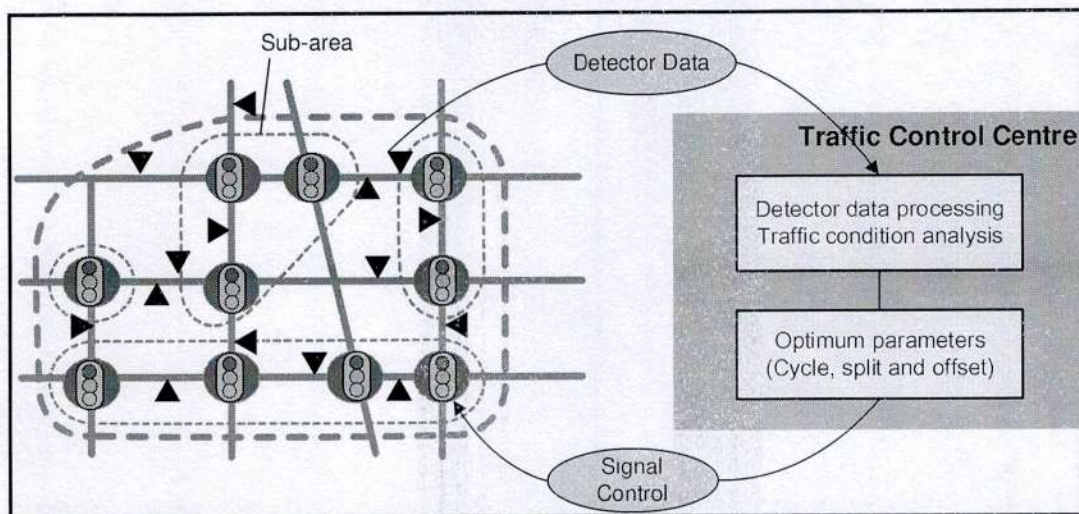 Sub-area
Detector Data
Traffic Control Centre
Detector data processing
Traffic condition analysis
Optimum parameters
(Cycle, split and offset)
Signal
Control